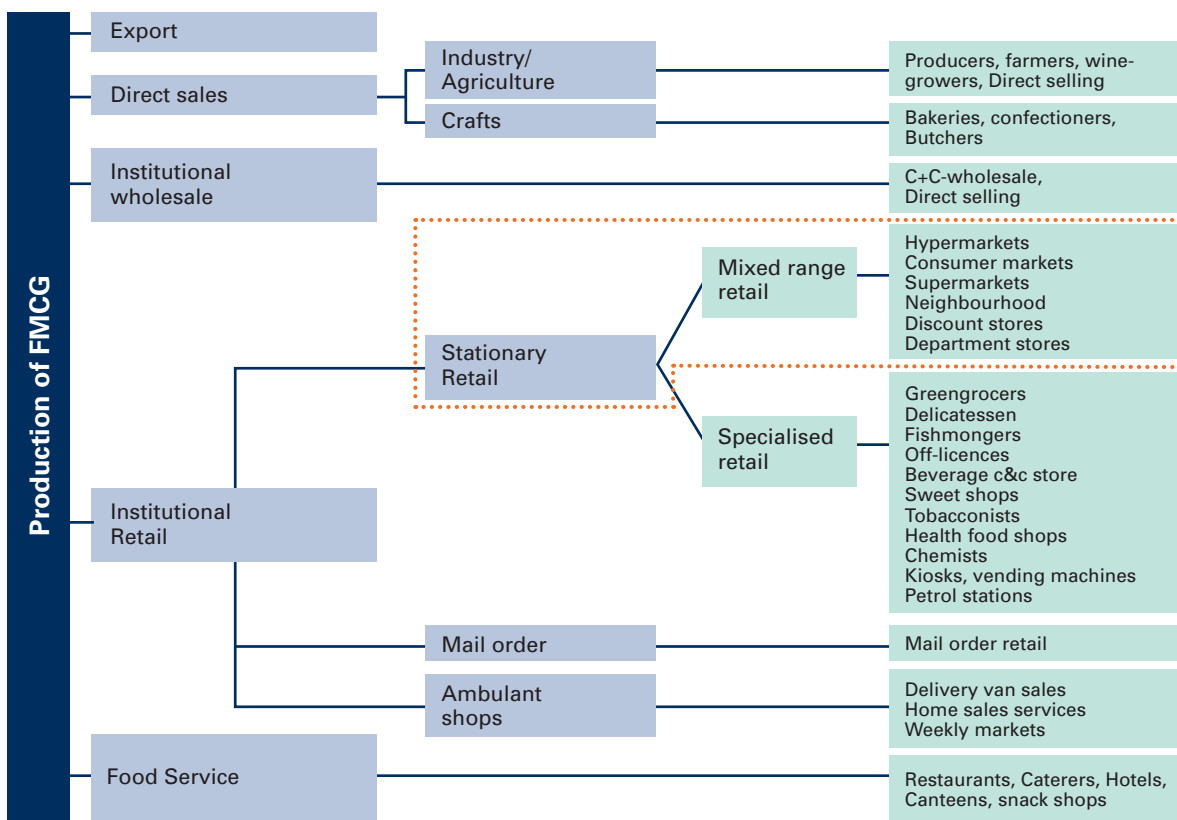 Production of FMCG
Export
Direct sales
Industry/
Agriculture
Producers, farmers, wine-
growers, Direct selling
Crafts
Bakeries, confectioners,
Butchers
Institutional
wholesale
C+C-wholesale,
Direct selling
Institutional
Retail
Stationary
Retail
Mixed range
retail
Hypermarkets
Consumer markets
Supermarkets
Neighbourhood
Discount stores
Department stores
Specialised
retail
Greengrocers
Delicatessen
Fishmongers
Off-licences
Beverage c&c store
Sweet shops
Tobacconists
Health food shops
Chemists
Kiosks, vending machines
Petrol stations
Mail order
Mail order retail
Ambulant
shops
Delivery van sales
Home sales services
Weekly markets
Food Service
Restaurants, Caterers, Hotels,
Canteens, snack shops